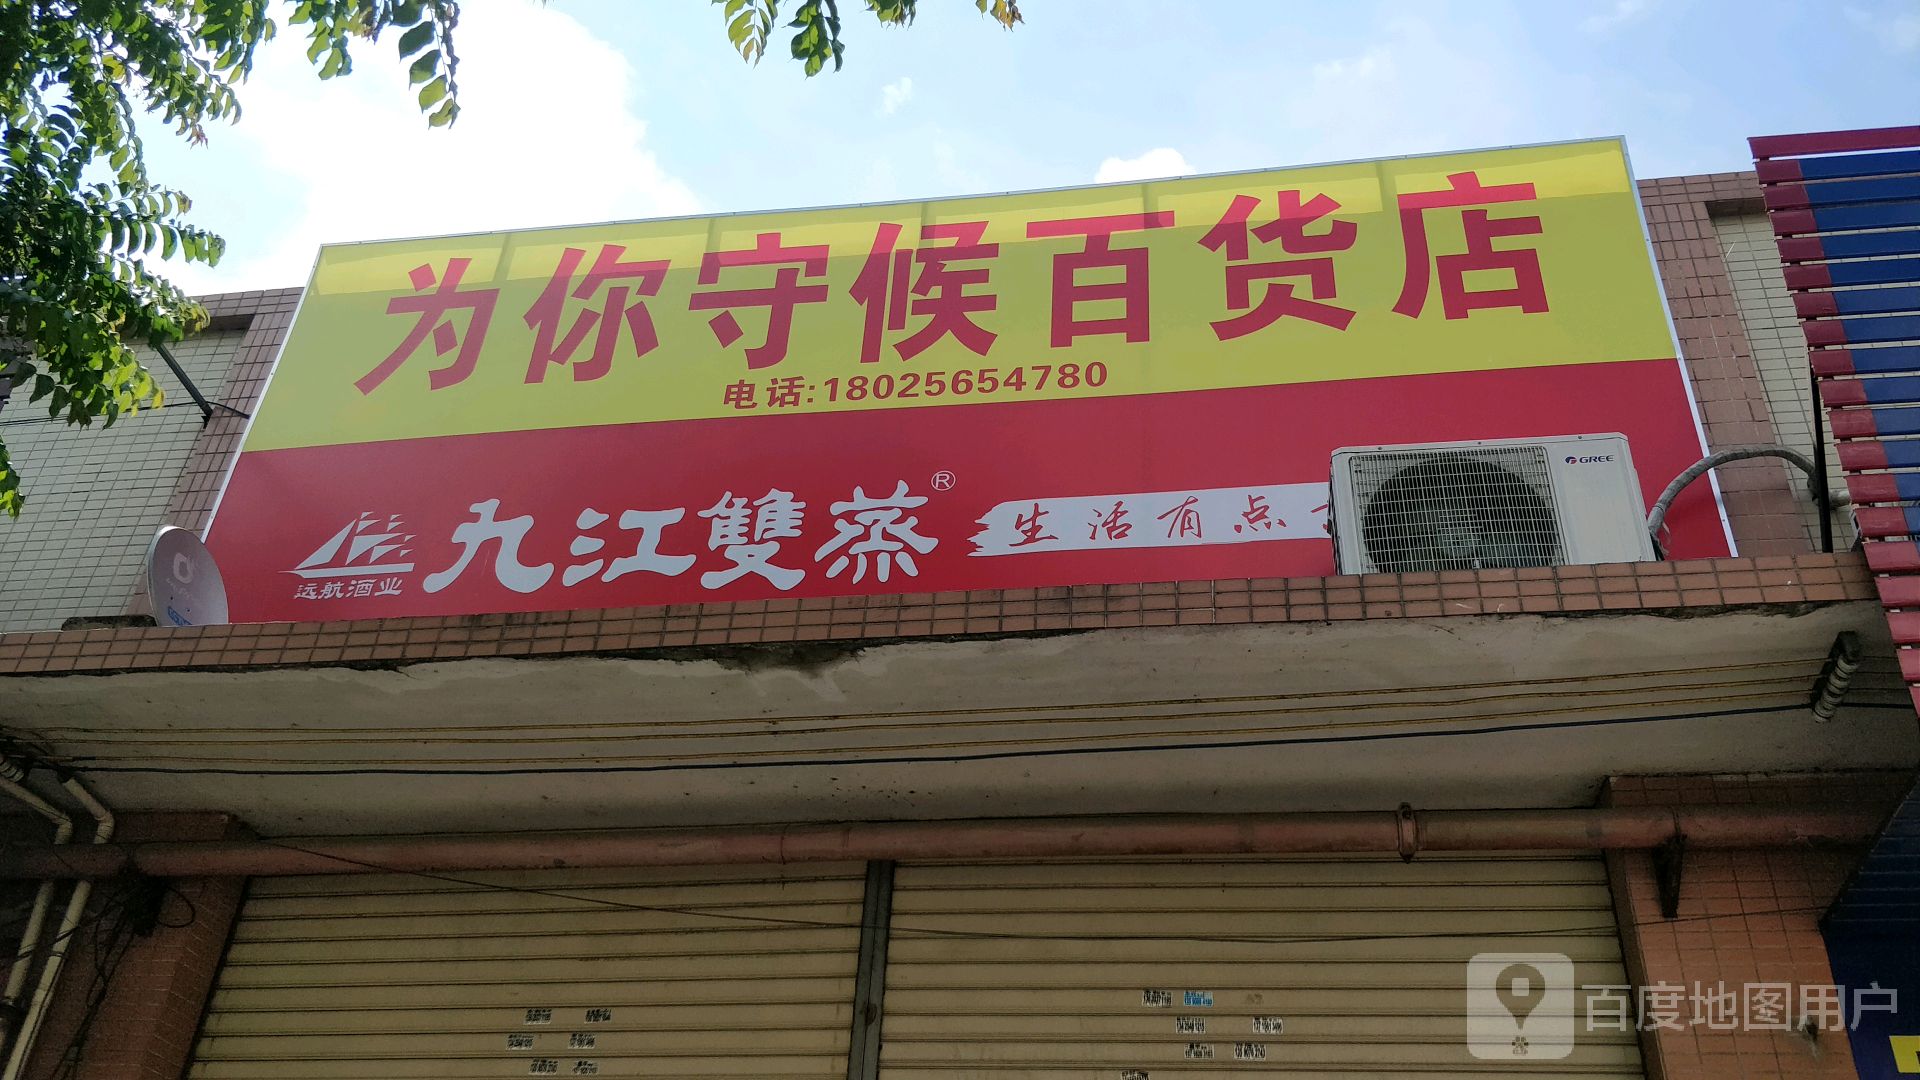 为你守候百货店
电话:18025654780
九江雙蒸®
生活有点
远航酒业
GREE
百度地图用户